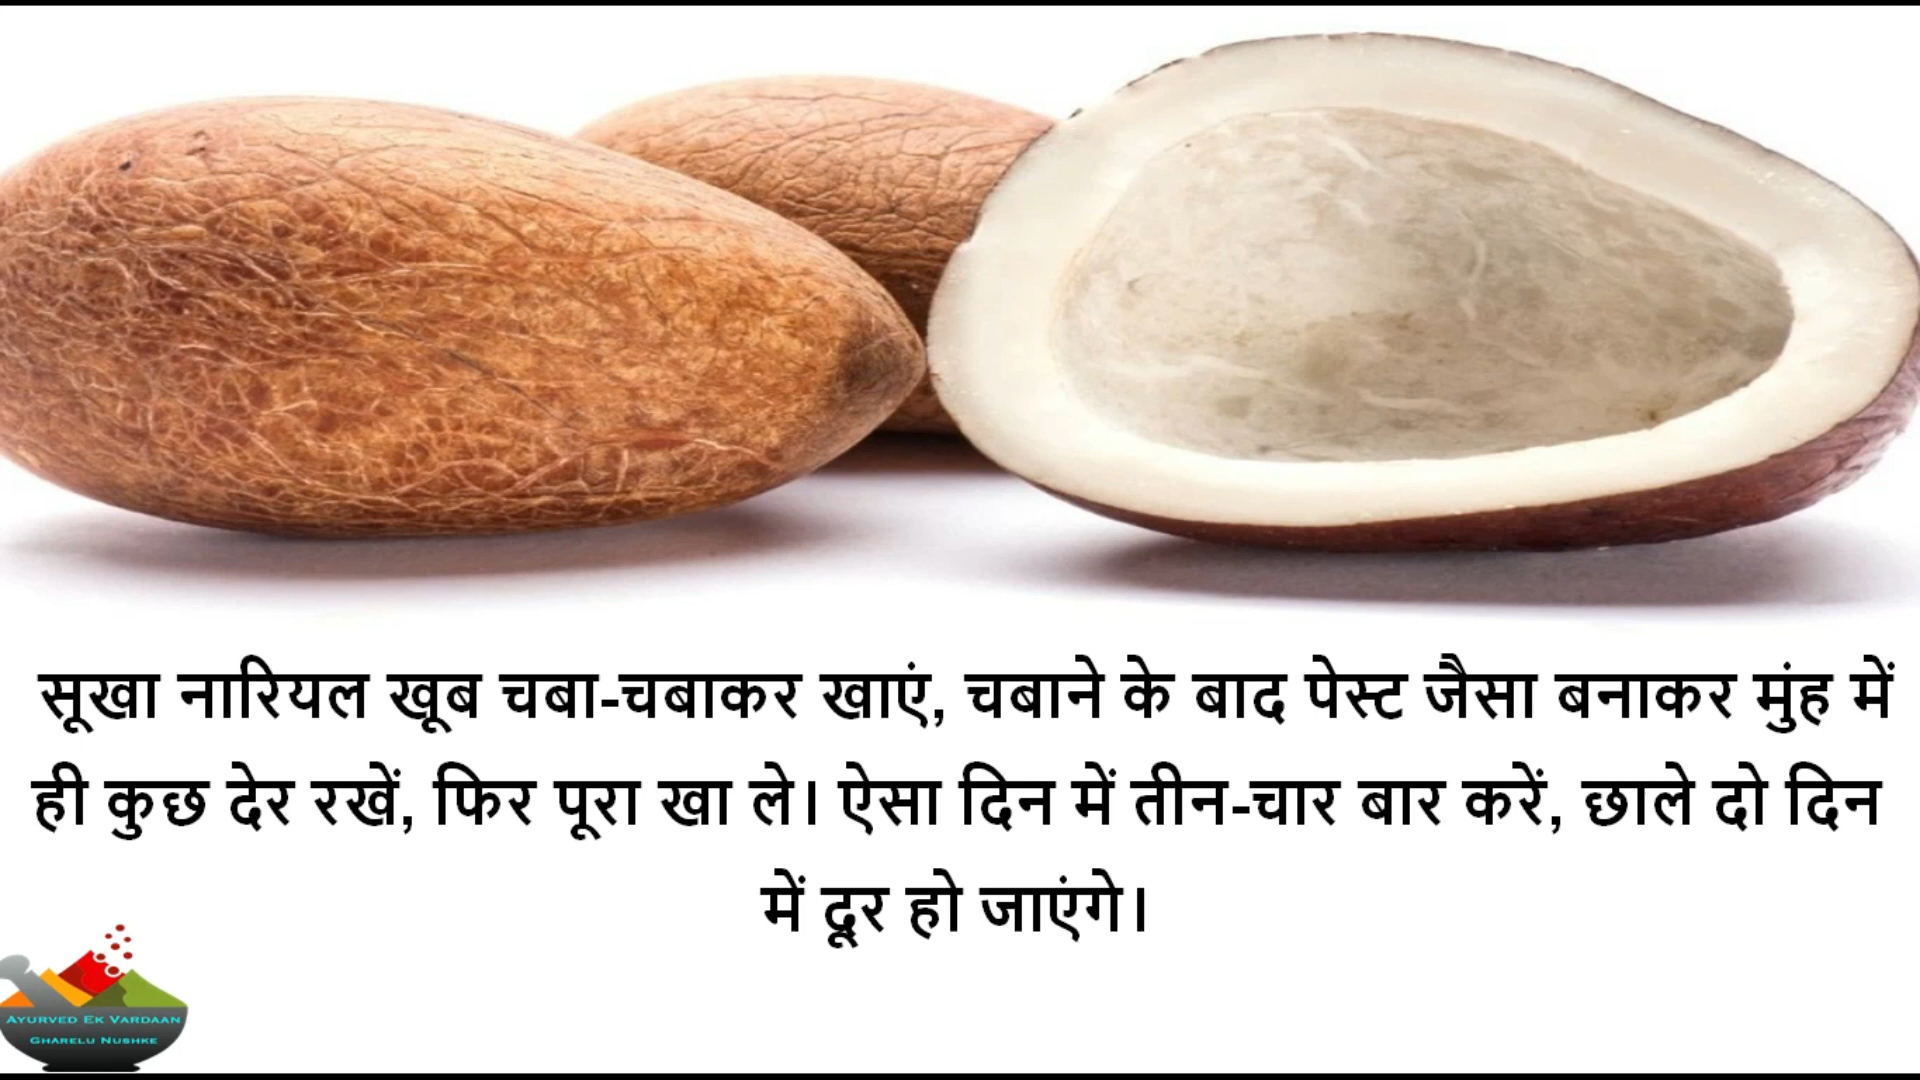 सूखा नारियल खूब चबा-चबाकर खाएं, चबाने के बाद पेस्ट जैसा बनाकर मुंह में
ही कुछ देर रखें, फिर पूरा खा ले। ऐसा दिन में तीन-चार बार करें, छाले दो दिन
में दूर हो जाएंगे।
AYURVED EK VARDAAN
GHARELU NUSHKE